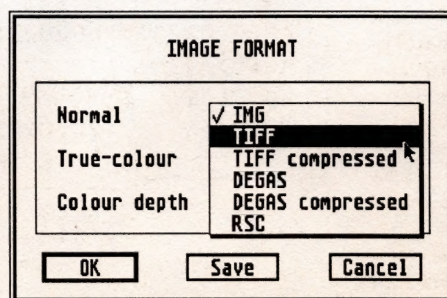 IMAGE FORMAT
Normal ✓ IMG
TIFF
True-colour TIFF compressed
DEGAS
Colour depth DEGAS compressed
RSC
OK Save Cancel